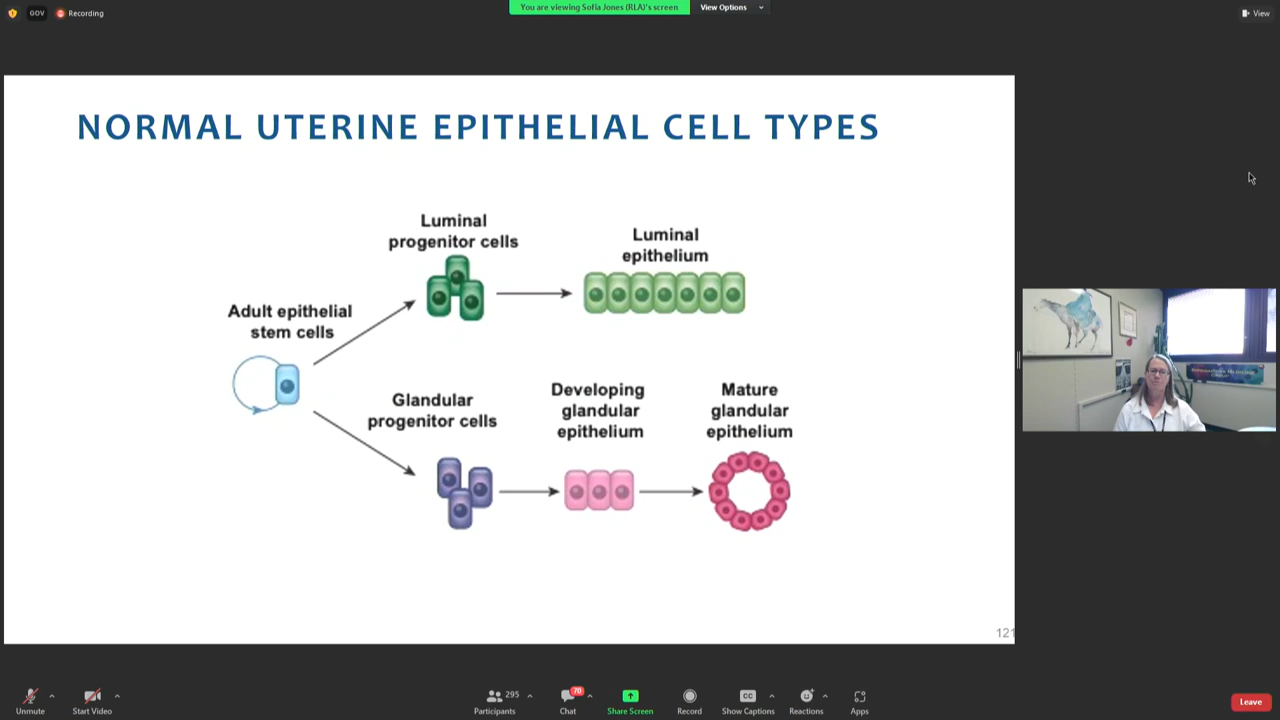 GOV
Recording
You are viewing Sofia Jones (RLA)'s screen
View Options
View
NORMAL UTERINE EPITHELIAL CELL TYPES
Luminal
progenitor cells
Luminal
epithelium
Adult epithelial
stem cells
Glandular
progenitor cells
Developing
glandular
epithelium
Mature
glandular
epithelium
121
Unmute
Start Video
295
Participants
70
Chat
Share Screen
Record
CC
Show Captions
Reactions
Apps
Leave